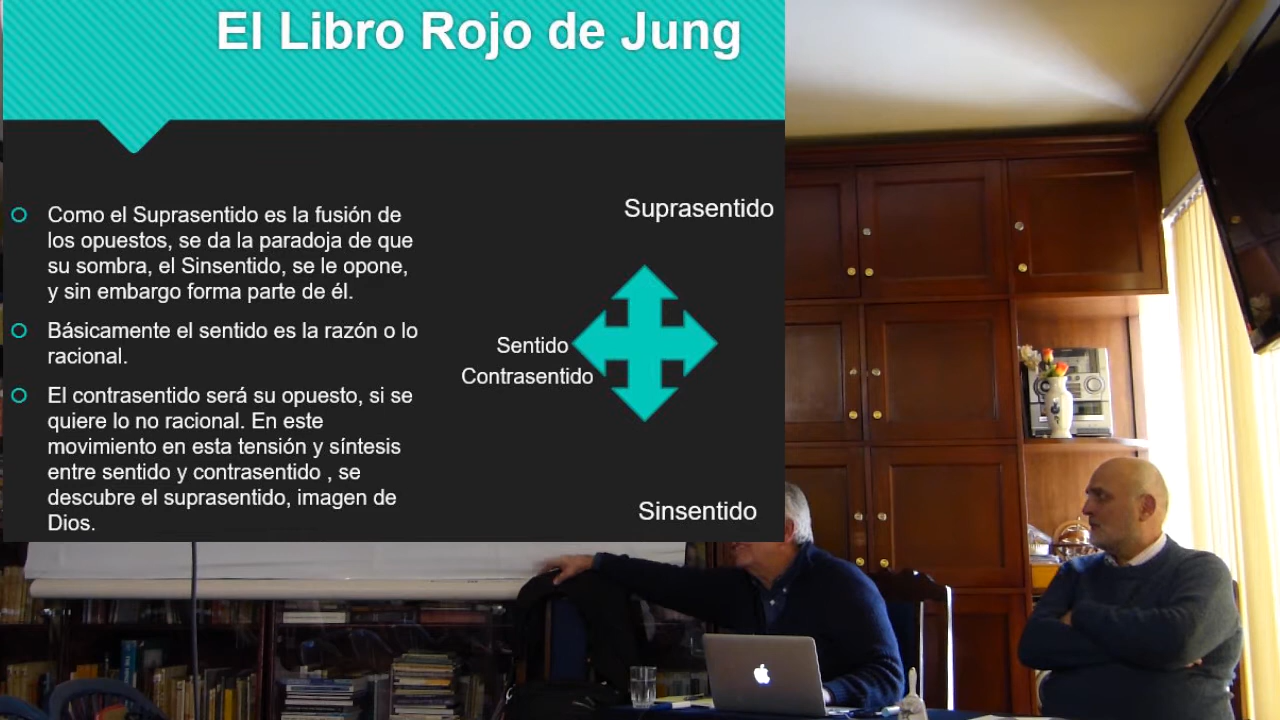 El Libro Rojo de Jung
Como el Suprasentido es la fusión de
los opuestos, se da la paradoja de que
su sombra, el Sinsentido, se le opone,
y sin embargo forma parte de él.
Básicamente el sentido es la razón o lo
racional.
El contrasentido será su opuesto, si se
quiere lo no racional. En este
movimiento en esta tensión y síntesis
entre sentido y contrasentido , se
descubre el suprasentido, imagen de
Dios.
Suprasentido
Sentido
Contrasentido
Sinsentido